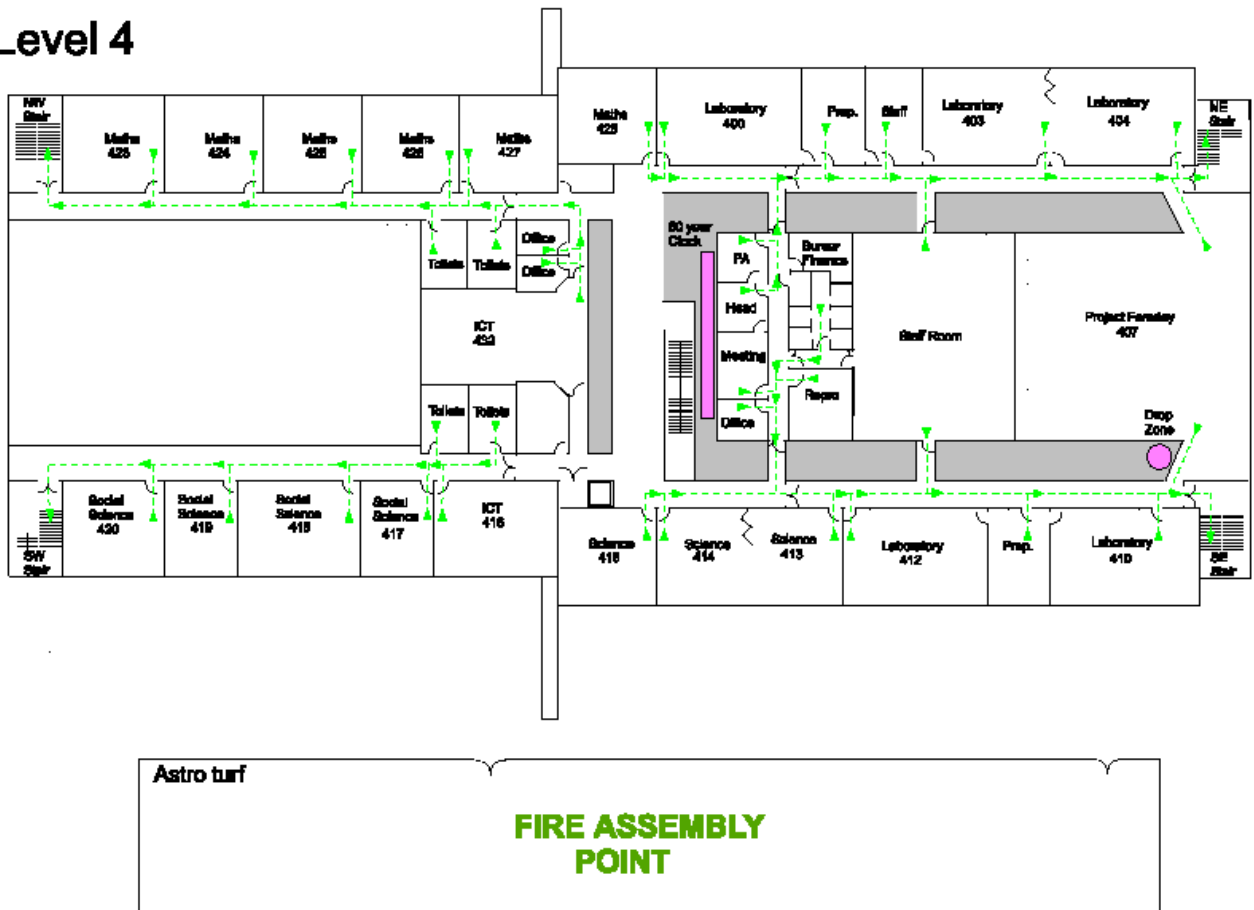 Level 4
NW
Stair
Maths
423
Maths
424
Maths
425
Maths
426
Maths
427
Maths
428
Laboratory
400
Prep.
Staff
Laboratory
403
Laboratory
404
NE
Stair
Toilets
Toilets
Office
Office
60 year
Clock
PA
Bursar
Finance
Head
ICT
Meeting
Staff Room
Project Faraday
407
Toilets
Toilets
Office
Repro
Drop
Zone
Social
Science
420
Social
Science
419
Social
Science
Social
Science
417
ICT
416
Science
Science
414
Science
413
Laboratory
412
Prep.
Laboratory
410
SW
Stair
SE
Stair
Astro turf
FIRE ASSEMBLY
POINT